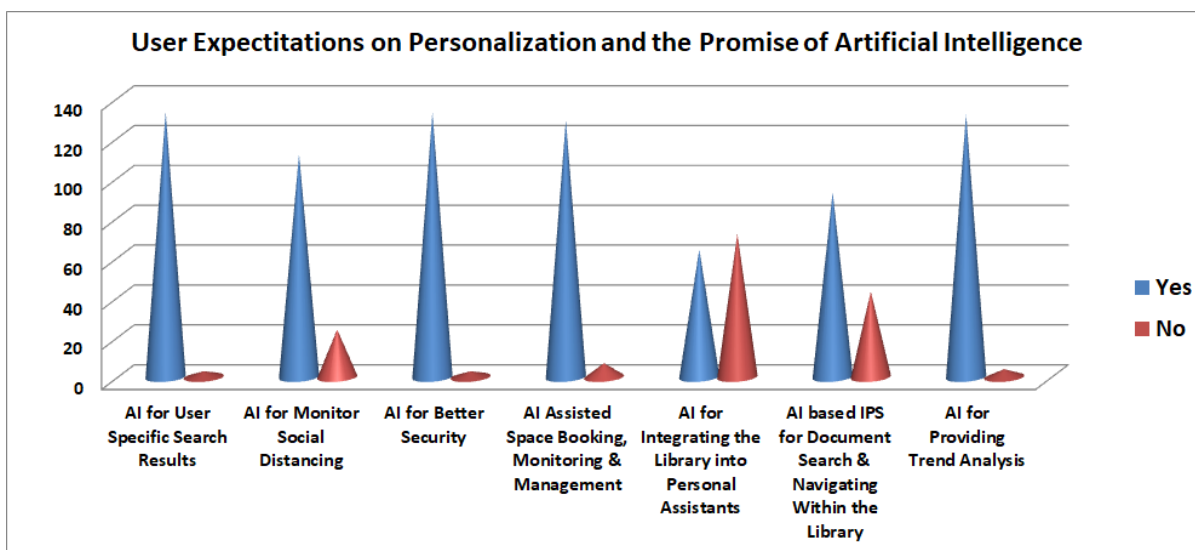 User Expectitations on Personalization and the Promise of Artificial Intelligence
140
120
100
80
60
40
20
0
AI for User
Specific Search
Results
AI for Monitor
Social
Distancing
AI for Better
Security
AI Assisted
Space Booking,
Monitoring &
Management
AI for
Integrating the
Library into
Personal
Assistants
AI based IPS
for Document
Search &
Navigating
Within the
Library
AI for
Providing
Trend Analysis
Yes
No